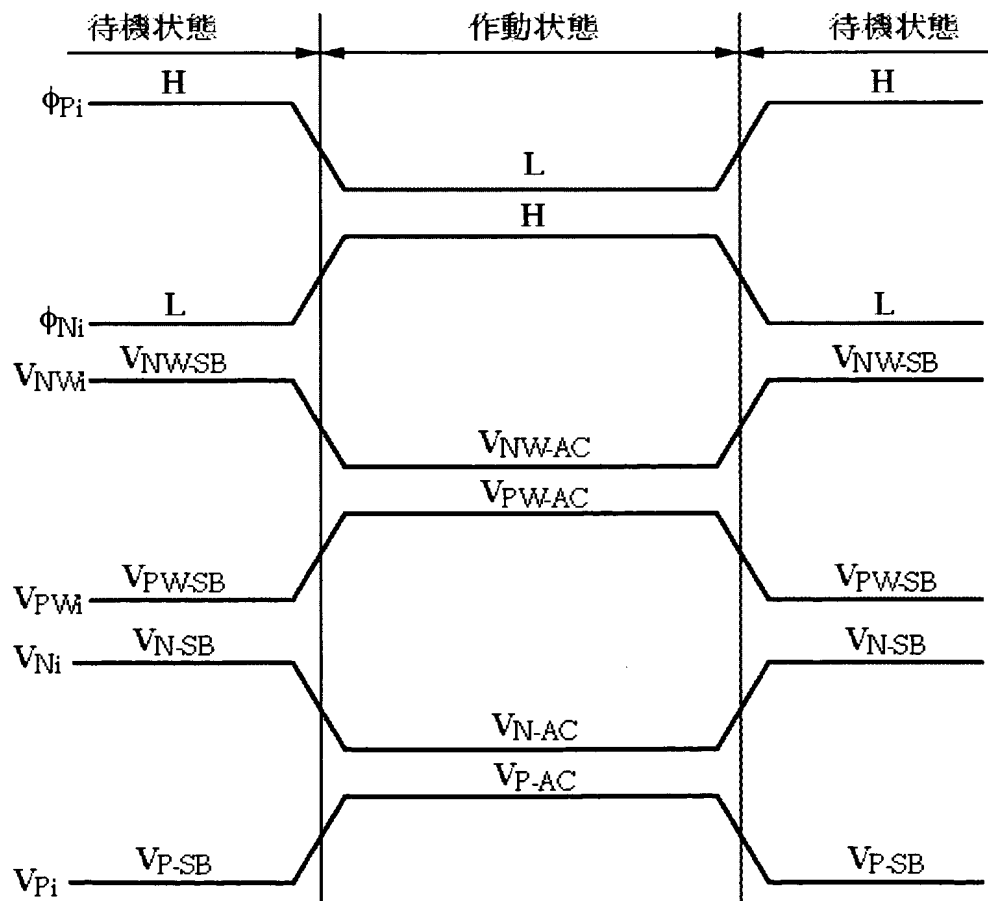 待機状態 作動状態 待機状態
H H
ϕPi
L
H
L L
ϕNi
VNW-SB VNW-SB
VNWi
VNW-AC
VPW-AC
VPW-SB VPW-SB
VPWi
VN-SB VN-SB
VNi
VN-AC
VP-AC
VP-SB VP-SB
VPi